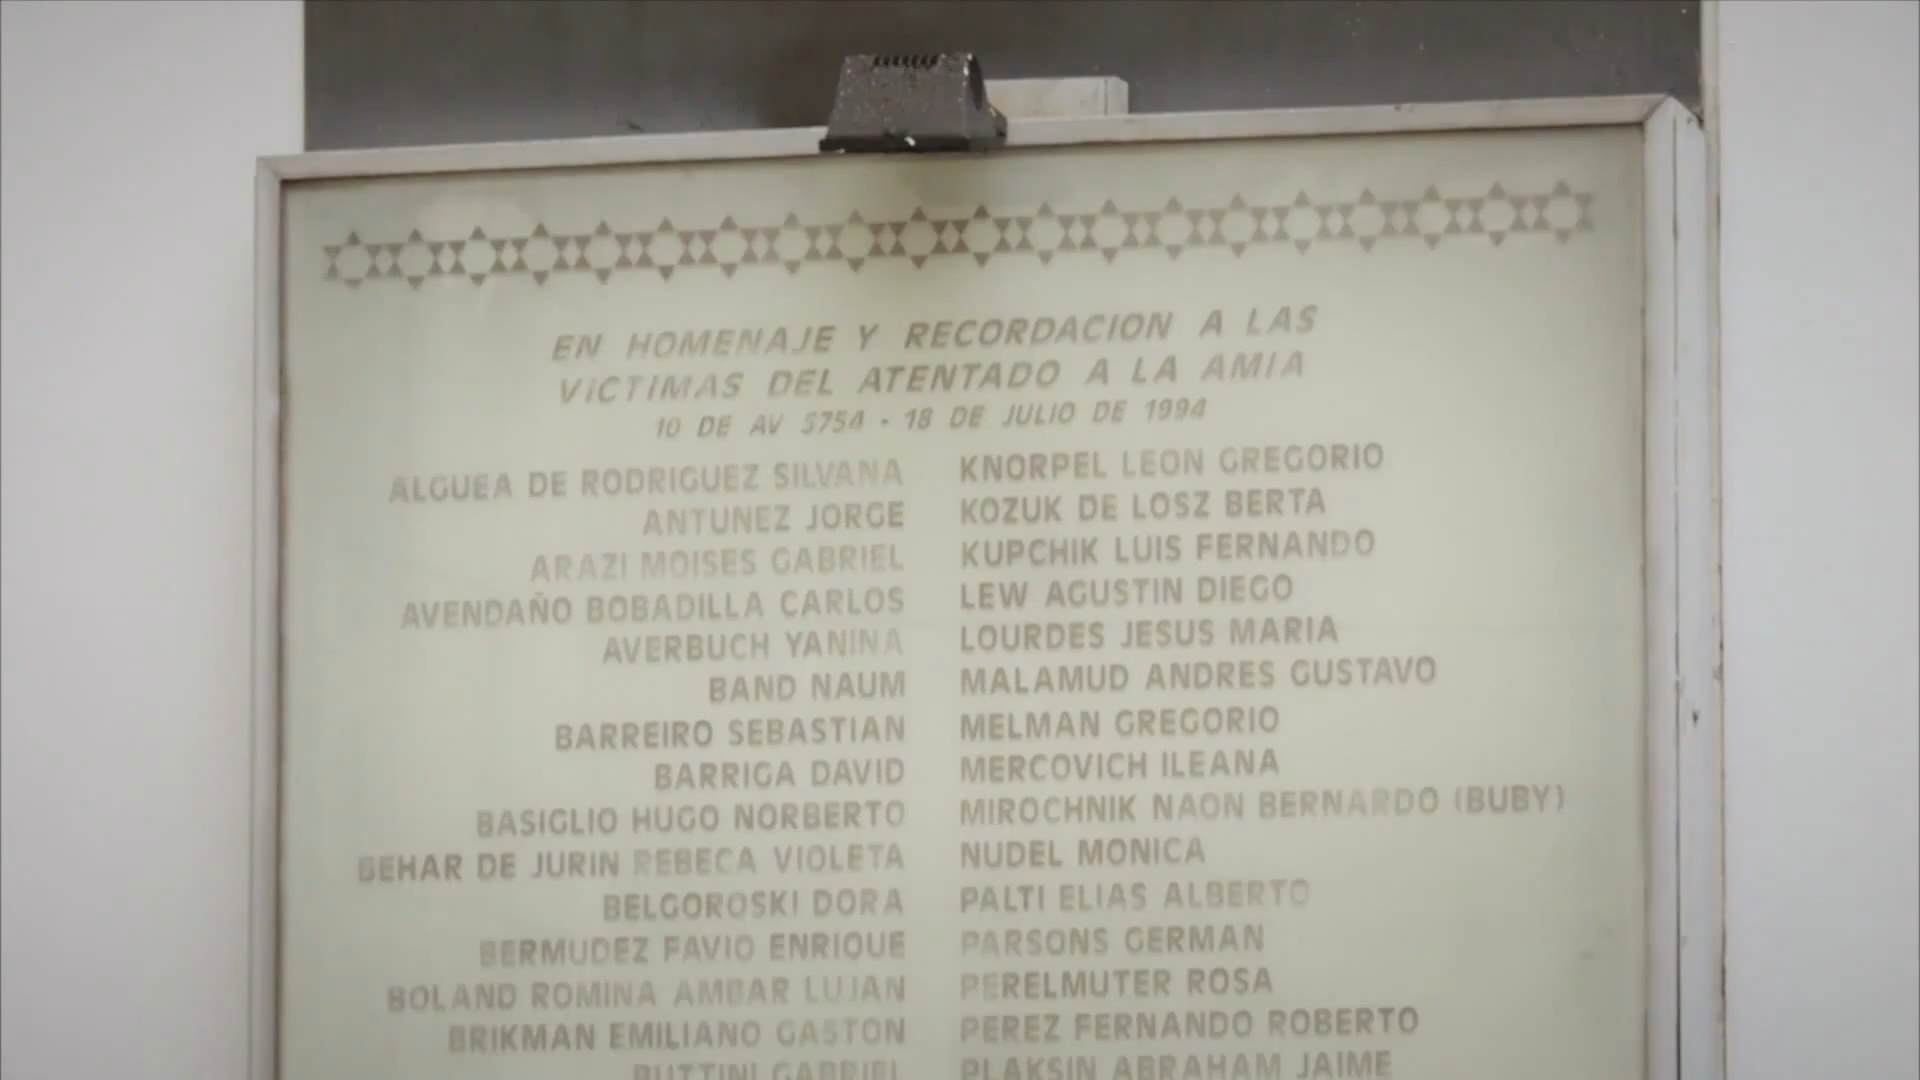 EN HOMENAJE Y RECORDACION A LAS
VICTIMAS DEL ATENTADO A LA AMIA
10 DE AV 5754 - 18 DE JULIO DE 1994
ALGUEA DE RODRIGUEZ SILVANA
ANTUNEZ JORGE
ARAZI MOISES GABRIEL
AVENDAÑO BOBADILLA CARLOS
AVERBUCH YANINA
BAND NAUM
BARREIRO SEBASTIAN
BARRIGA DAVID
BASIGLIO HUGO NORBERTO
BEHAR DE JURIN REBECA VIOLETA
BELGOROSKI DORA
BERMUDEZ FAVIO ENRIQUE
BOLAND ROMINA AMBAR LUJAN
BRIKMAN EMILIANO GASTON
BUTTINI GABRIEL
KNORPEL LEON GREGORIO
KOZUK DE LOSZ BERTA
KUPCHIK LUIS FERNANDO
LEW AGUSTIN DIEGO
LOURDES JESUS MARIA
MALAMUD ANDRES GUSTAVO
MELMAN GREGORIO
MERCOVICH ILEANA
MIROCHNIK NAON BERNARDO (BUBY)
NUDEL MONICA
PALTI ELIAS ALBERTO
PARSONS GERMAN
PERELMUTER ROSA
PEREZ FERNANDO ROBERTO
PLAKSIN ABRAHAM JAIME